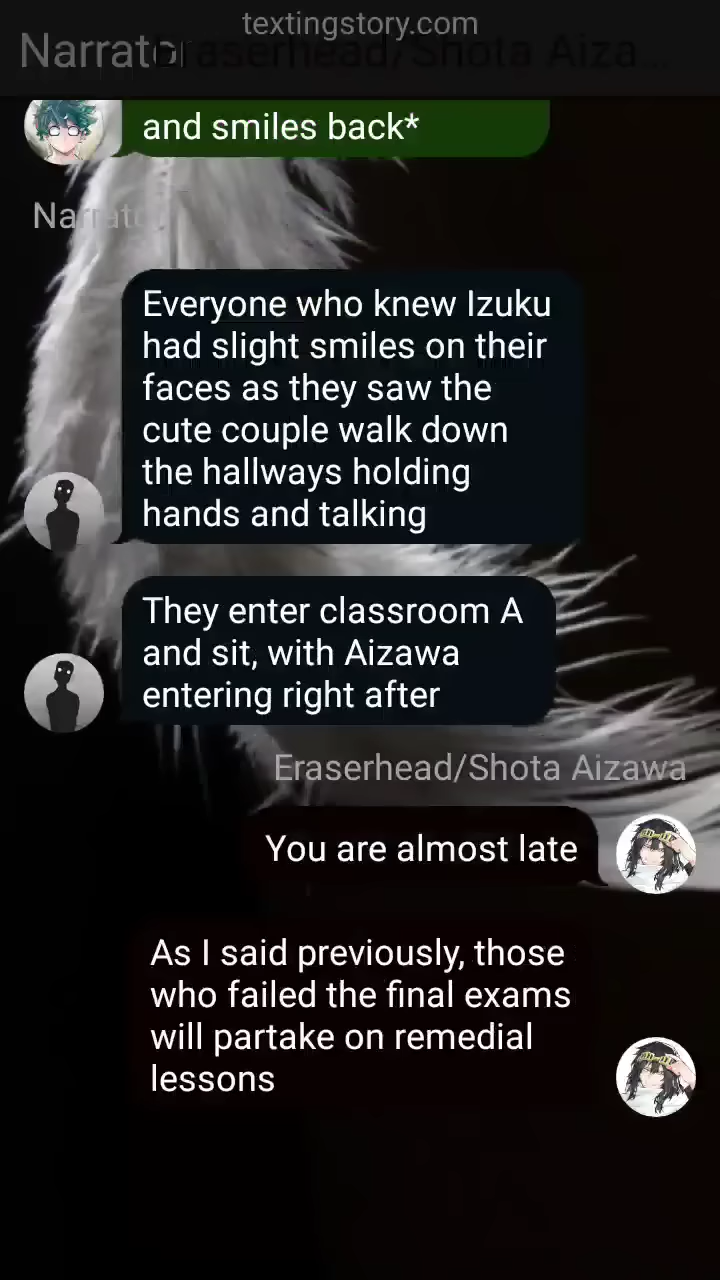 textingstory.com
Narrator
Eraserhead/Shota Aiza...
and smiles back*
Narrator
Everyone who knew Izuku
had slight smiles on their
faces as they saw the
cute couple walk down
the hallways holding
hands and talking
They enter classroom A
and sit, with Aizawa
entering right after
Eraserhead/Shota Aizawa
You are almost late
As I said previously, those
who failed the final exams
will partake on remedial
lessons